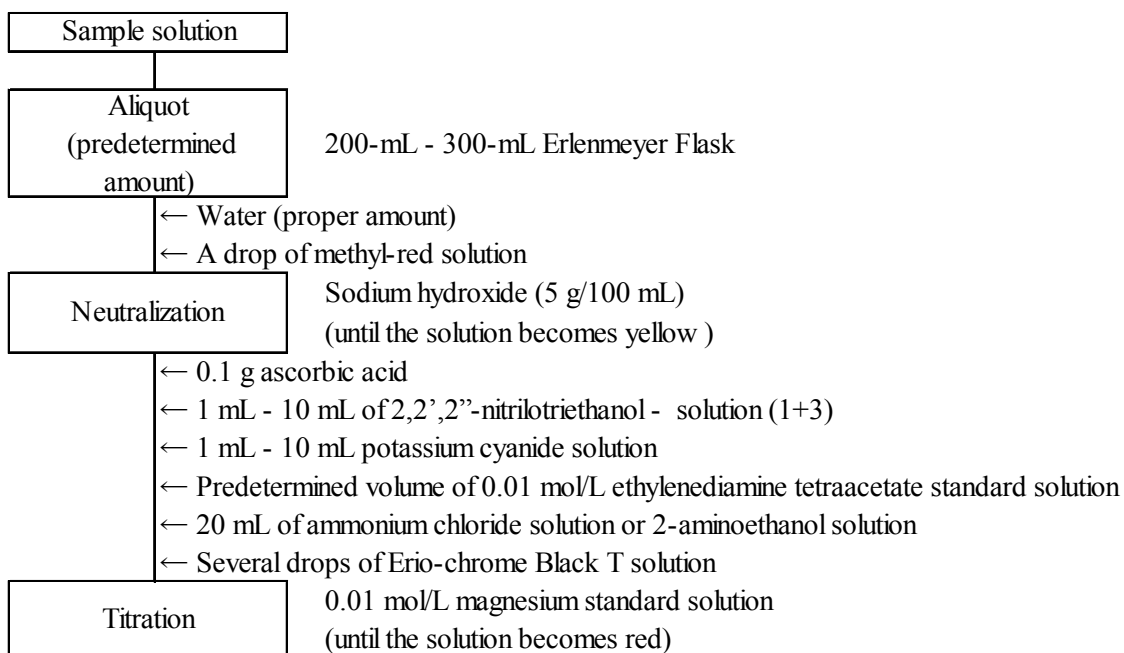 Sample solution
Aliquot
(predetermined
amount)
200-mL - 300-mL Erlenmeyer Flask
← Water (proper amount)
← A drop of methyl-red solution
Neutralization
Sodium hydroxide (5 g/100 mL)
(until the solution becomes yellow )
← 0.1 g ascorbic acid
← 1 mL - 10 mL of 2,2’,2”-nitrilotriethanol - solution (1+3)
← 1 mL - 10 mL potassium cyanide solution
← Predetermined volume of 0.01 mol/L ethylenediamine tetraacetate standard solution
← 20 mL of ammonium chloride solution or 2-aminoethanol solution
← Several drops of Erio-chrome Black T solution
Titration
0.01 mol/L magnesium standard solution
(until the solution becomes red)